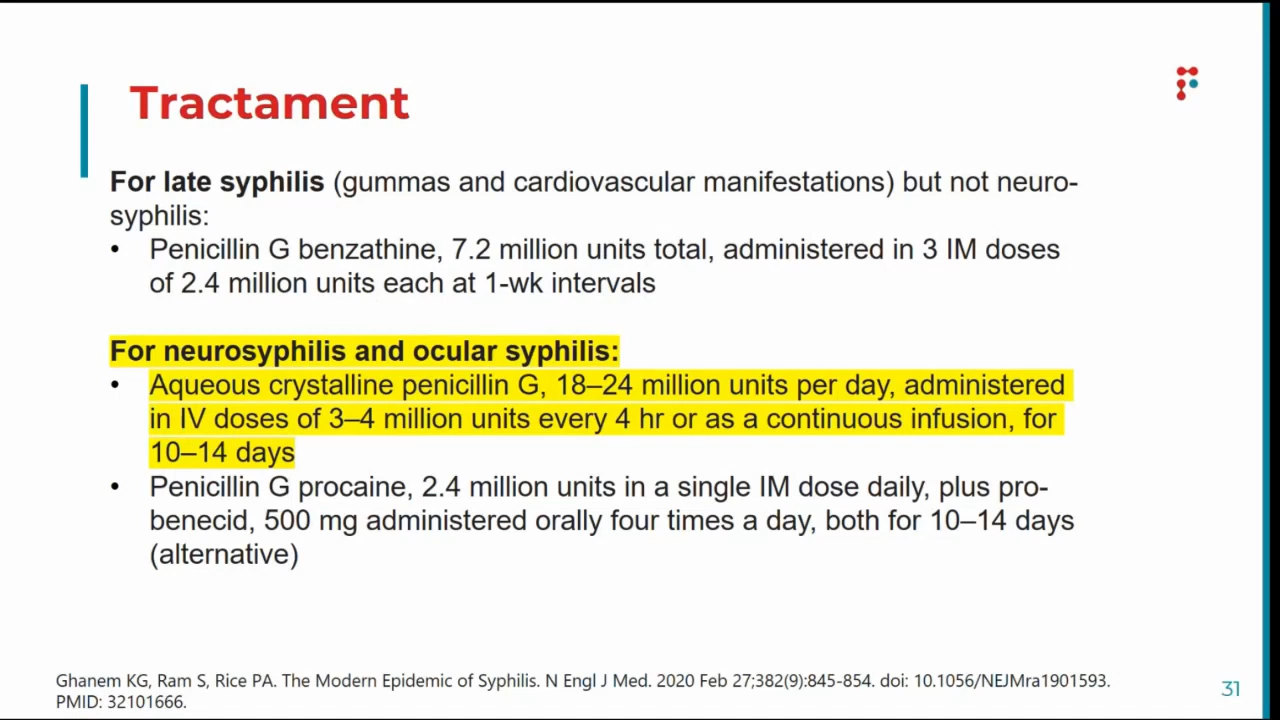 Tractament
For late syphilis (gummas and cardiovascular manifestations) but not neuro-
syphilis:
• Penicillin G benzathine, 7.2 million units total, administered in 3 IM doses
of 2.4 million units each at 1-wk intervals
For neurosyphilis and ocular syphilis:
• Aqueous crystalline penicillin G, 18–24 million units per day, administered
in IV doses of 3–4 million units every 4 hr or as a continuous infusion, for
10–14 days
• Penicillin G procaine, 2.4 million units in a single IM dose daily, plus pro-
benecid, 500 mg administered orally four times a day, both for 10–14 days
(alternative)
Ghanem KG, Ram S, Rice PA. The Modern Epidemic of Syphilis. N Engl J Med. 2020 Feb 27;382(9):845-854. doi: 10.1056/NEJMra1901593.
PMID: 32101666.
31